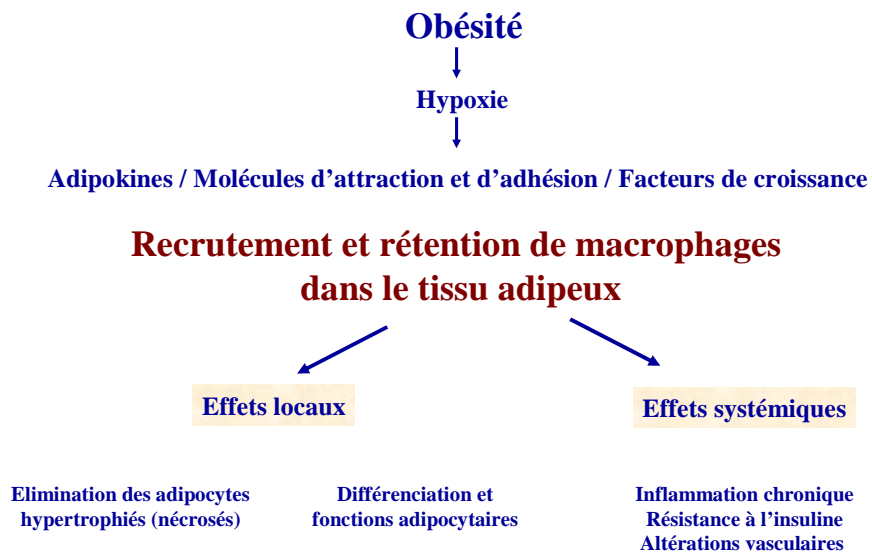 Obésité
Hypoxie
Adipokines / Molécules d'attraction et d'adhésion / Facteurs de croissance
Recrutement et rétention de macrophages
dans le tissu adipeux
Effets locaux
Effets systémiques
Elimination des adipocytes
hypertrophiés (nécrosés)
Différenciation et
fonctions adipocytaires
Inflammation chronique
Résistance à l'insuline
Altérations vasculaires